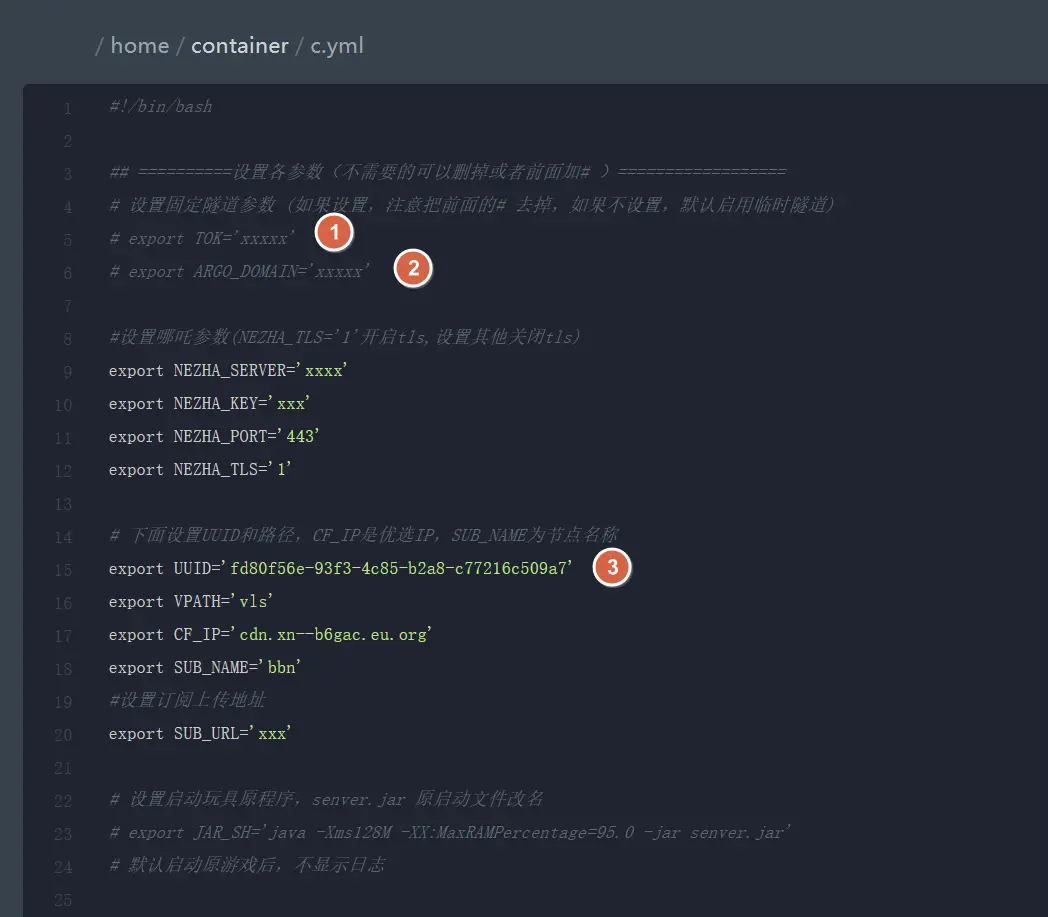 / home / container / c.yml
1 #!/bin/bash
2
3 ## ==========设置各参数（不需要的可以删掉或者前面加# ）==================
4 # 设置固定隧道参数 (如果设置，注意把前面的# 去掉，如果不设置，默认启用临时隧道)
5 # export TOK='xxxxx' 1
6 # export ARGO_DOMAIN='xxxxx' 2
7
8 #设置哪吒参数(NEZHA_TLS='1'开启tls,设置其他关闭tls)
9 export NEZHA_SERVER='xxxx'
10 export NEZHA_KEY='xxx'
11 export NEZHA_PORT='443'
12 export NEZHA_TLS='1'
13
14 # 下面设置UUID和路径，CF_IP是优选IP，SUB_NAME为节点名称
15 export UUID='fd80f56e-93f3-4c85-b2a8-c77216c509a7' 3
16 export VPATH='vls'
17 export CF_IP='cdn.xn--b6gac.eu.org'
18 export SUB_NAME='bbn'
19 #设置订阅上传地址
20 export SUB_URL='xxx'
21
22 # 设置启动玩具原程序，senver.jar 原启动文件改名
23 # export JAR_SH='java -Xms128M -XX:MaxRAMPercentage=95.0 -jar senver.jar'
24 # 默认启动原游戏后，不显示日志
25